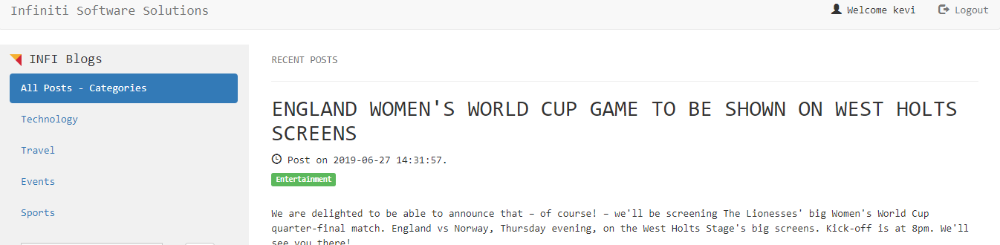 Infiniti Software Solutions
Welcome kevi
Logout
INFI Blogs
All Posts - Categories
Technology
Travel
Events
Sports
RECENT POSTS
ENGLAND WOMEN'S WORLD CUP GAME TO BE SHOWN ON WEST HOLTS
SCREENS
Post on 2019-06-27 14:31:57.
Entertainment
We are delighted to be able to announce that – of course! – we'll be screening The Lionesses' big Women's World Cup
quarter-final match. England vs Norway, Thursday evening, on the West Holts Stage's big screens. Kick-off is at 8pm. We'll
see you there!